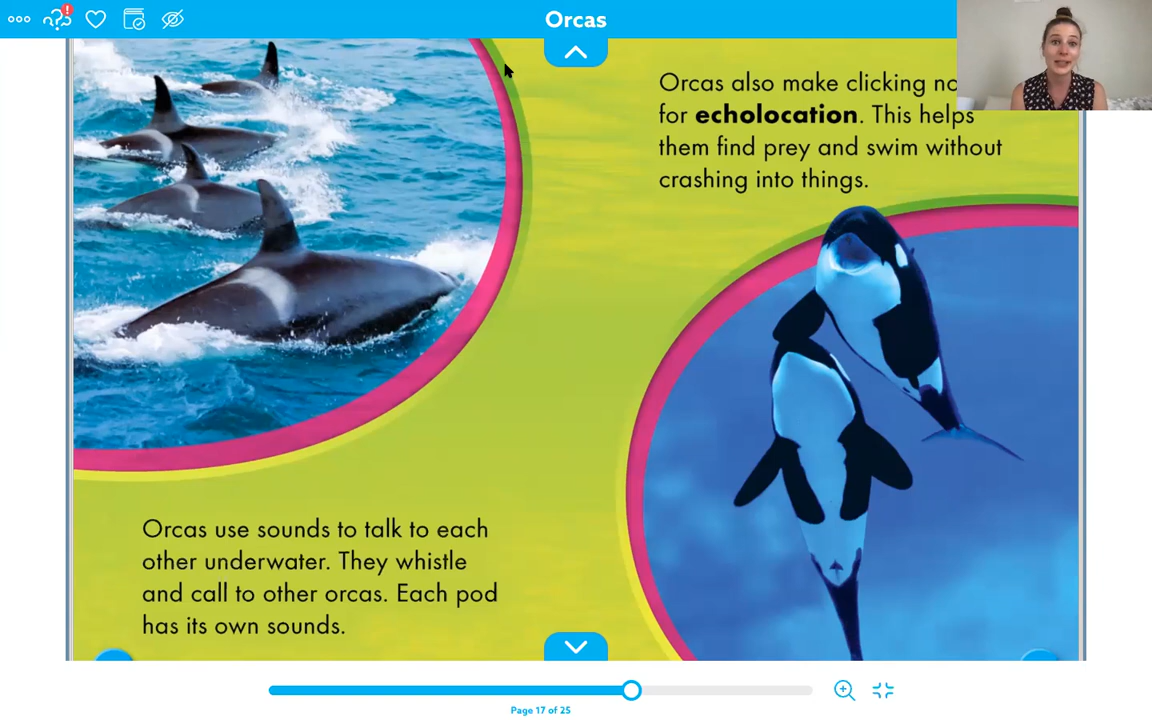 Orcas
Orcas also make clicking
for echolocation. This helps
them find prey and swim without
crashing into things.
Orcas use sounds to talk to each
other underwater. They whistle
and call to other orcas. Each pod
has its own sounds.
Page 17 of 25